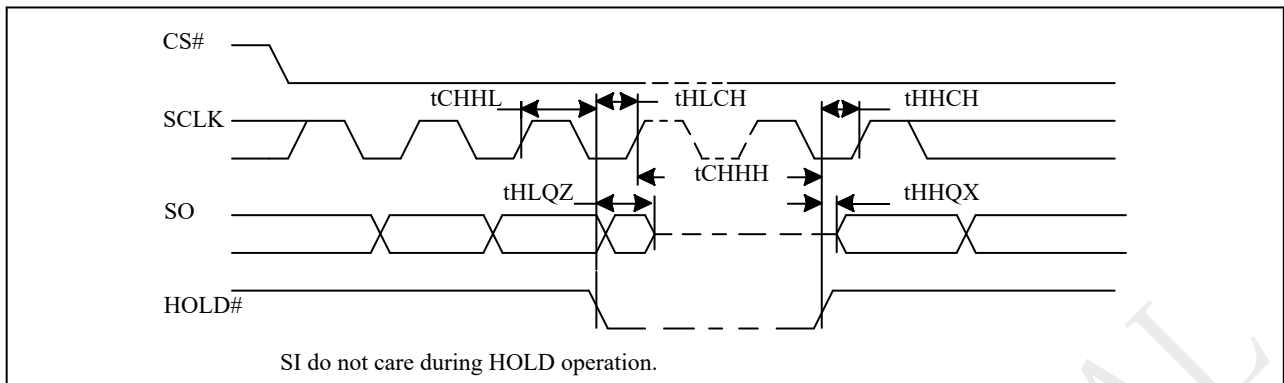 CS#
tCHHL
tHLCH
tHHCH
SCLK
tCHHH
tHLQZ
tHHQX
SO
HOLD#
SI do not care during HOLD operation.